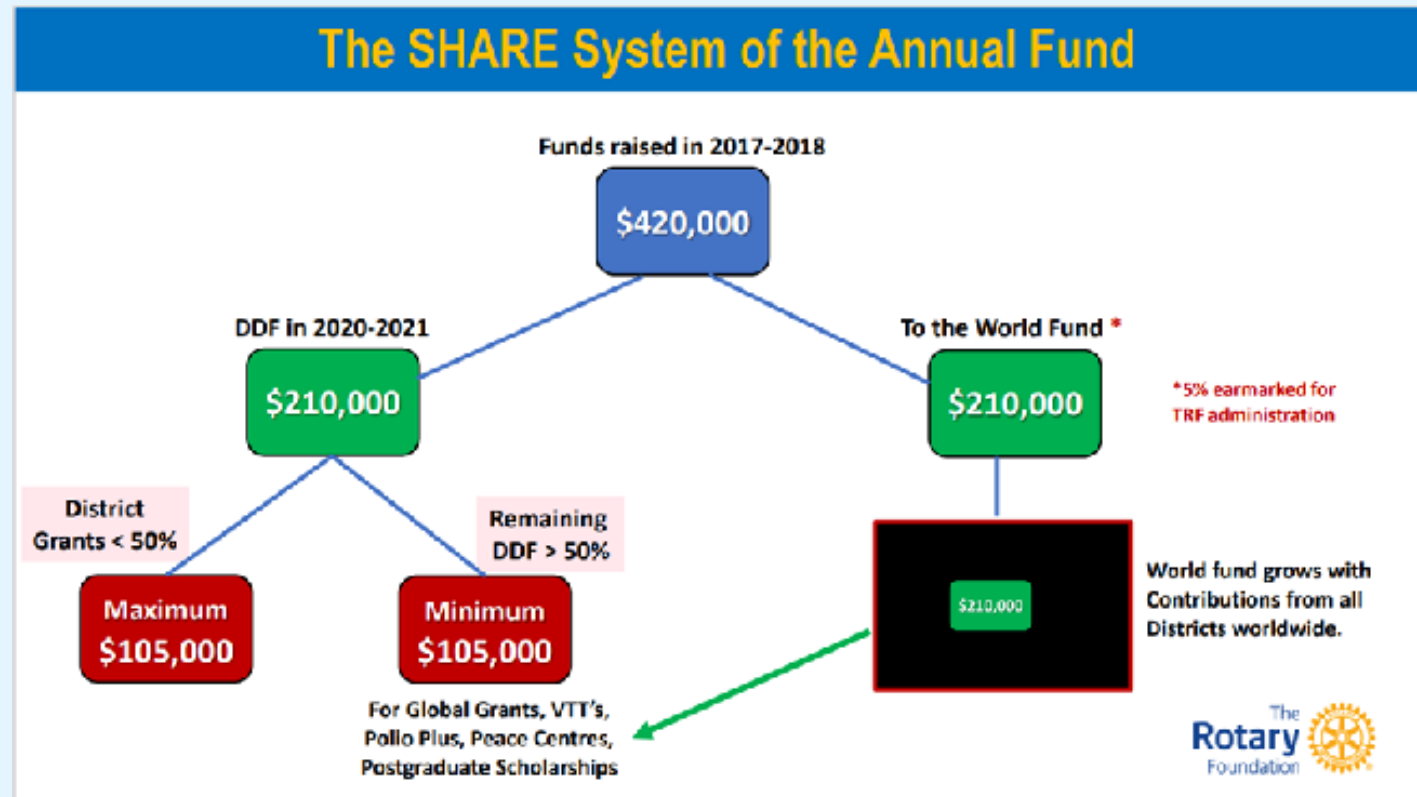 The SHARE System of the Annual Fund
Funds raised in 2017-2018
$420,000
DDF in 2020-2021
$210,000
To the World Fund *
$210,000
*5% earmarked for
TRF administration
District
Grants < 50%
Remaining
DDF > 50%
Maximum
$105,000
Minimum
$105,000
$210,000
World fund grows with
Contributions from all
Districts worldwide.
For Global Grants, VTT's,
Pollo Plus, Peace Centres,
Postgraduate Scholarships
The
Rotary
Foundation